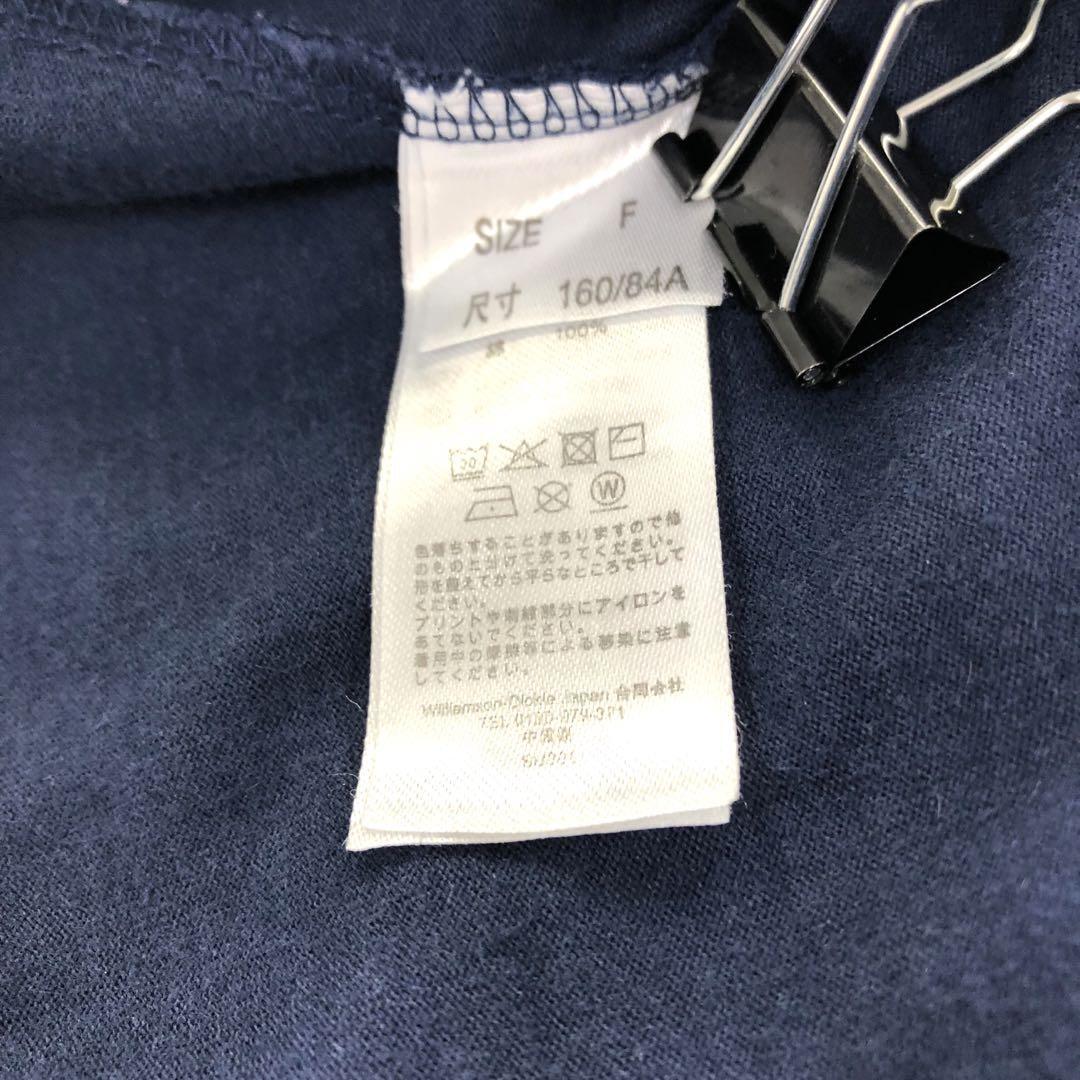 SIZE F
尺寸 160/84A
綿 100%
30
W
色落ちすることがありますので他
のものと分けて洗ってください。
形を整えてから平らなところで干して
ください。
プリントや刺繍部分にアイロンを
あてないでください。
着用中の摩擦等による移染に注意
してください。
Williamson-Dickie Japan 合同会社
TEL
中国製